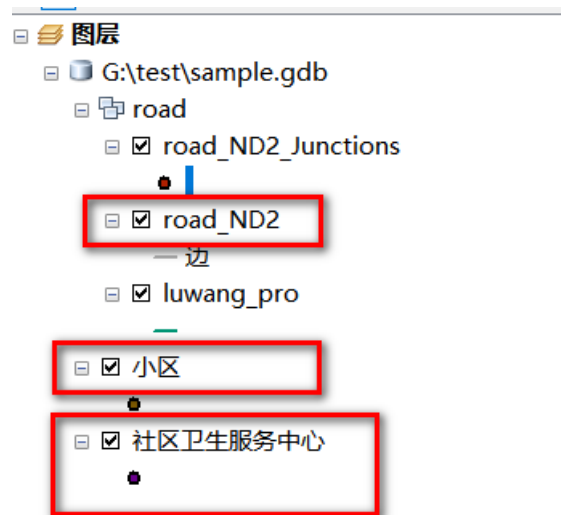 图层
G:\test\sample.gdb
road
road_ND2_Junctions
road_ND2
边
luwang_pro
小区
社区卫生服务中心